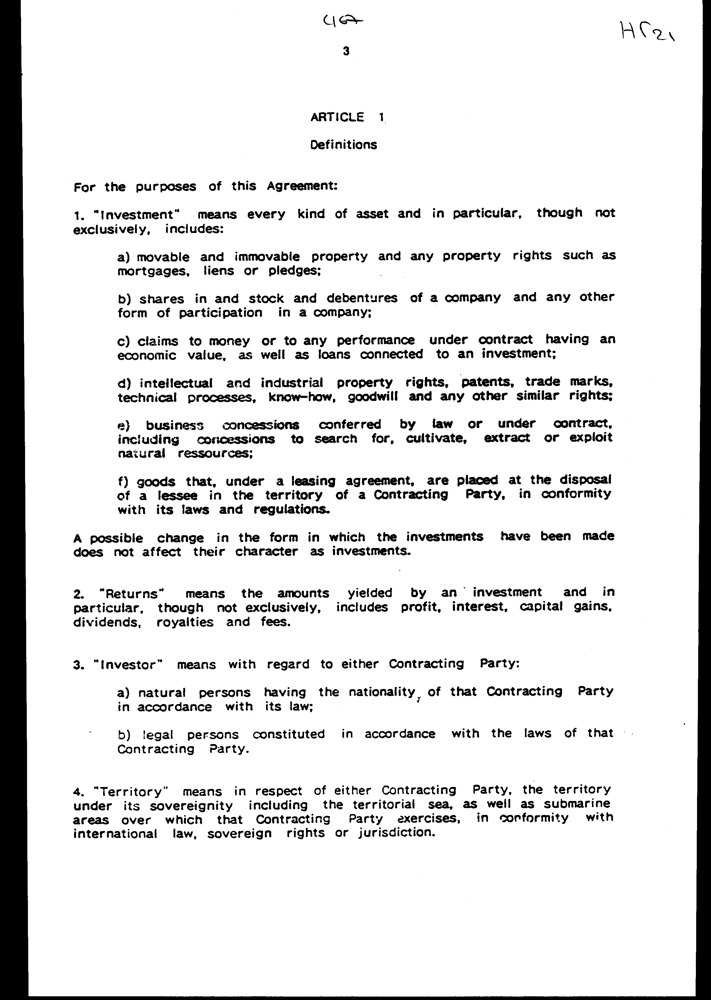 467
3
ARTICLE 1
Definitions
For the purposes of this Agreement:
1. "Investment" means every kind of asset and in particular, though not
exclusively, includes:
a) movable and immovable property and any property rights such as
mortgages, liens or pledges;
b) shares in and stock and debentures of a company and any other
form of participation in a company;
c) claims to money or to any performance under contract having an
economic value, as well as loans connected to an investment;
d) intellectual and industrial property rights, patents, trade marks,
technical processes, know-how, goodwill and any other similar rights;
e) business concessions conferred by law or under contract,
including concessions to search for, cultivate, extract or exploit
natural ressources;
f) goods that, under a leasing agreement, are placed at the disposal
of a lessee in the territory of a Contracting Party, in conformity
with its laws and regulations.
A possible change in the form in which the investments have been made
does not affect their character as investments.
2. "Returns" means the amounts yielded by an investment and in
particular, though not exclusively, includes profit, interest, capital gains,
dividends, royalties and fees.
3. "Investor" means with regard to either Contracting Party:
a) natural persons having the nationality of that Contracting Party
in accordance with its law;
b) legal persons constituted in accordance with the laws of that
Contracting Party.
4. "Territory" means in respect of either Contracting Party, the territory
under its sovereignity including the territorial sea, as well as submarine
areas over which that Contracting Party exercises, in conformity with
international law, sovereign rights or jurisdiction.